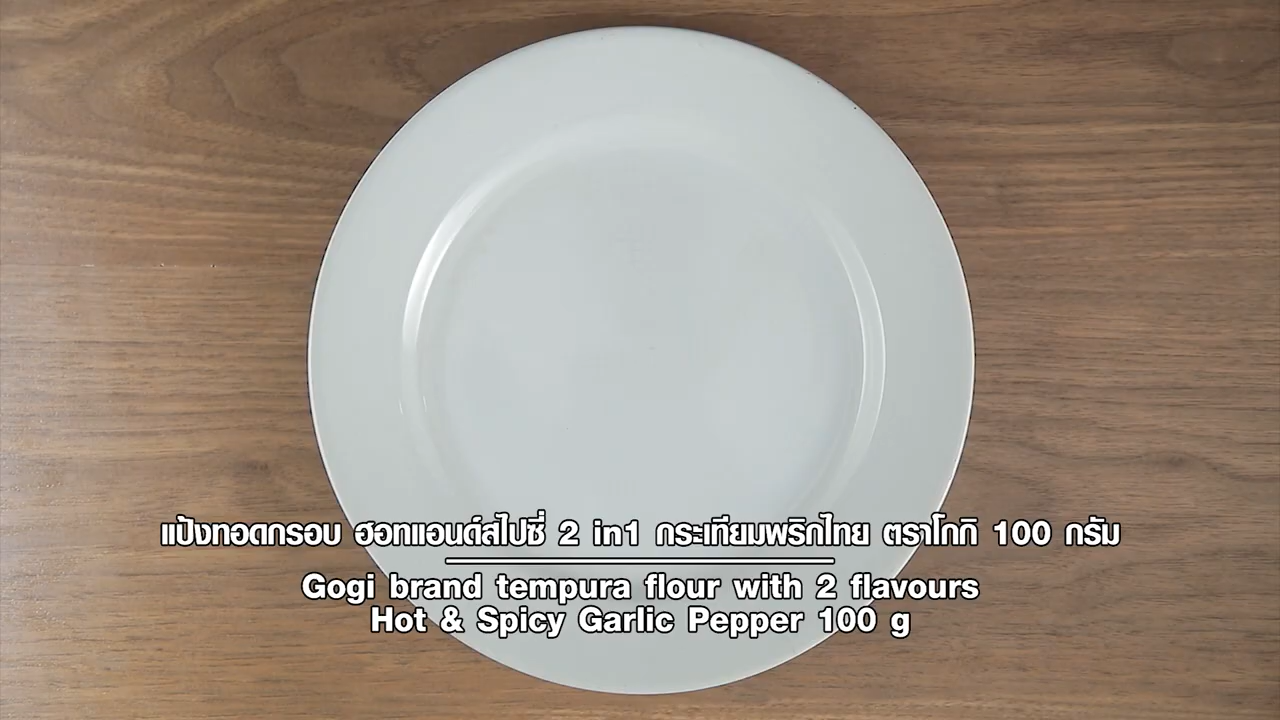 แป้งทอดกรอบ ฮอทแอนด์สไปซี่ 2 in1 กระเทียมพริกไทย ตราโกกิ 100 กรัม
Gogi brand tempura flour with 2 flavours
Hot & Spicy Garlic Pepper 100 g